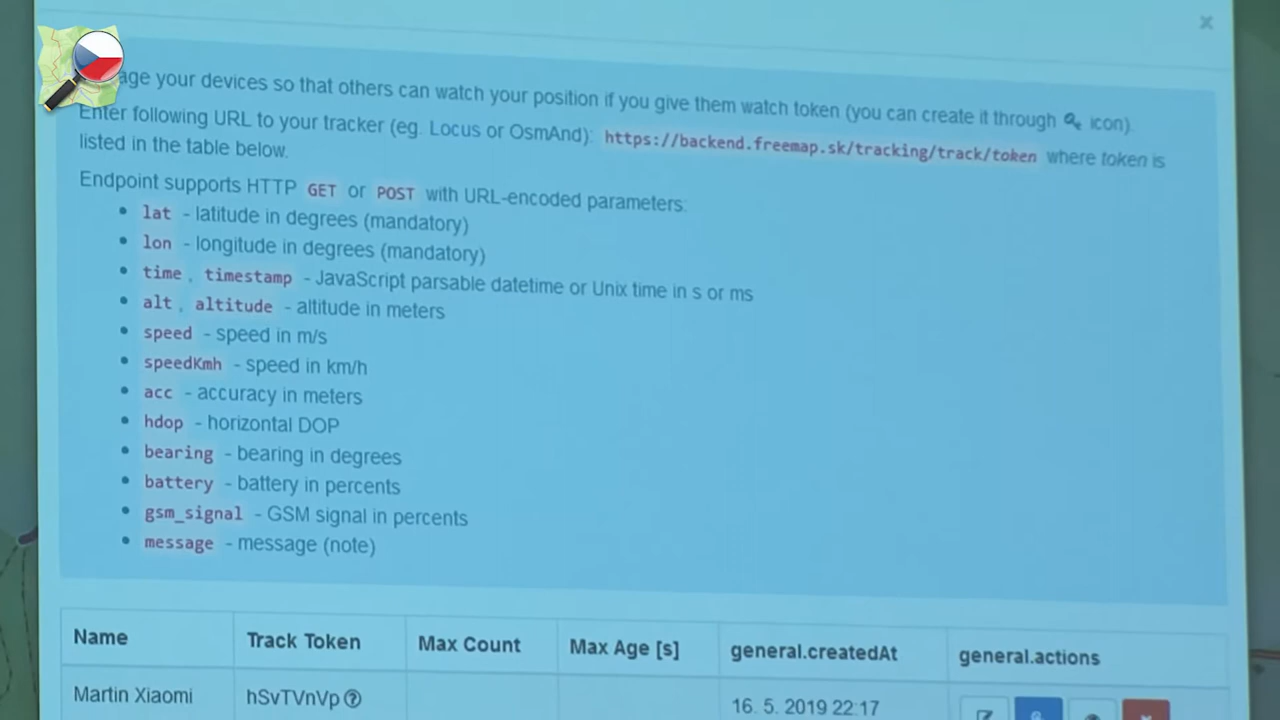 age your devices so that others can watch your position if you give them watch token (you can create it through icon).
Enter following URL to your tracker (eg. Locus or OsmAnd): https://backend.freemap.sk/tracking/track/token where token is
listed in the table below.
Endpoint supports HTTP GET or POST with URL-encoded parameters:
lat - latitude in degrees (mandatory)
lon - longitude in degrees (mandatory)
time, timestamp - JavaScript parsable datetime or Unix time in s or ms
alt, altitude - altitude in meters
speed - speed in m/s
speedKmh - speed in km/h
acc - accuracy in meters
hdop - horizontal DOP
bearing - bearing in degrees
battery - battery in percents
gsm_signal - GSM signal in percents
message - message (note)
Name Track Token Max Count Max Age [s] general.createdAt general.actions
Martin Xiaomi hSvTVnVp 16. 5. 2019 22:17